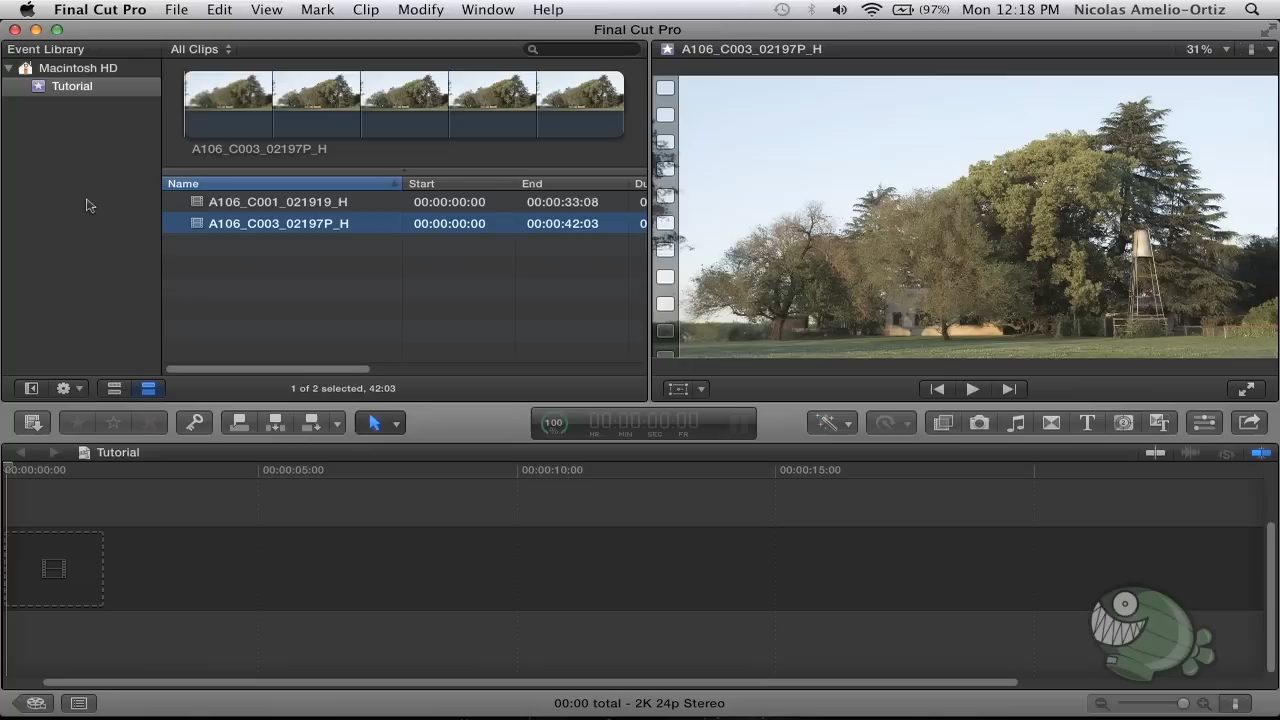 Final Cut Pro File Edit View Mark Clip Modify Window Help (97%) Mon 12:18 PM Nicolas Amelio-Ortiz
Final Cut Pro
Event Library All Clips A106_C003_02197P_H 31%
Macintosh HD
Tutorial
A106_C003_02197P_H
Name Start End Du
A106_C001_021919_H 00:00:00:00 00:00:33:08 0
A106_C003_02197P_H 00:00:00:00 00:00:42:03 0
1 of 2 selected, 42:03
100 00:00:00:00
% HR MIN SEC FR
Tutorial
00:00:00:00 00:00:05:00 00:00:10:00 00:00:15:00
00:00 total - 2K 24p Stereo